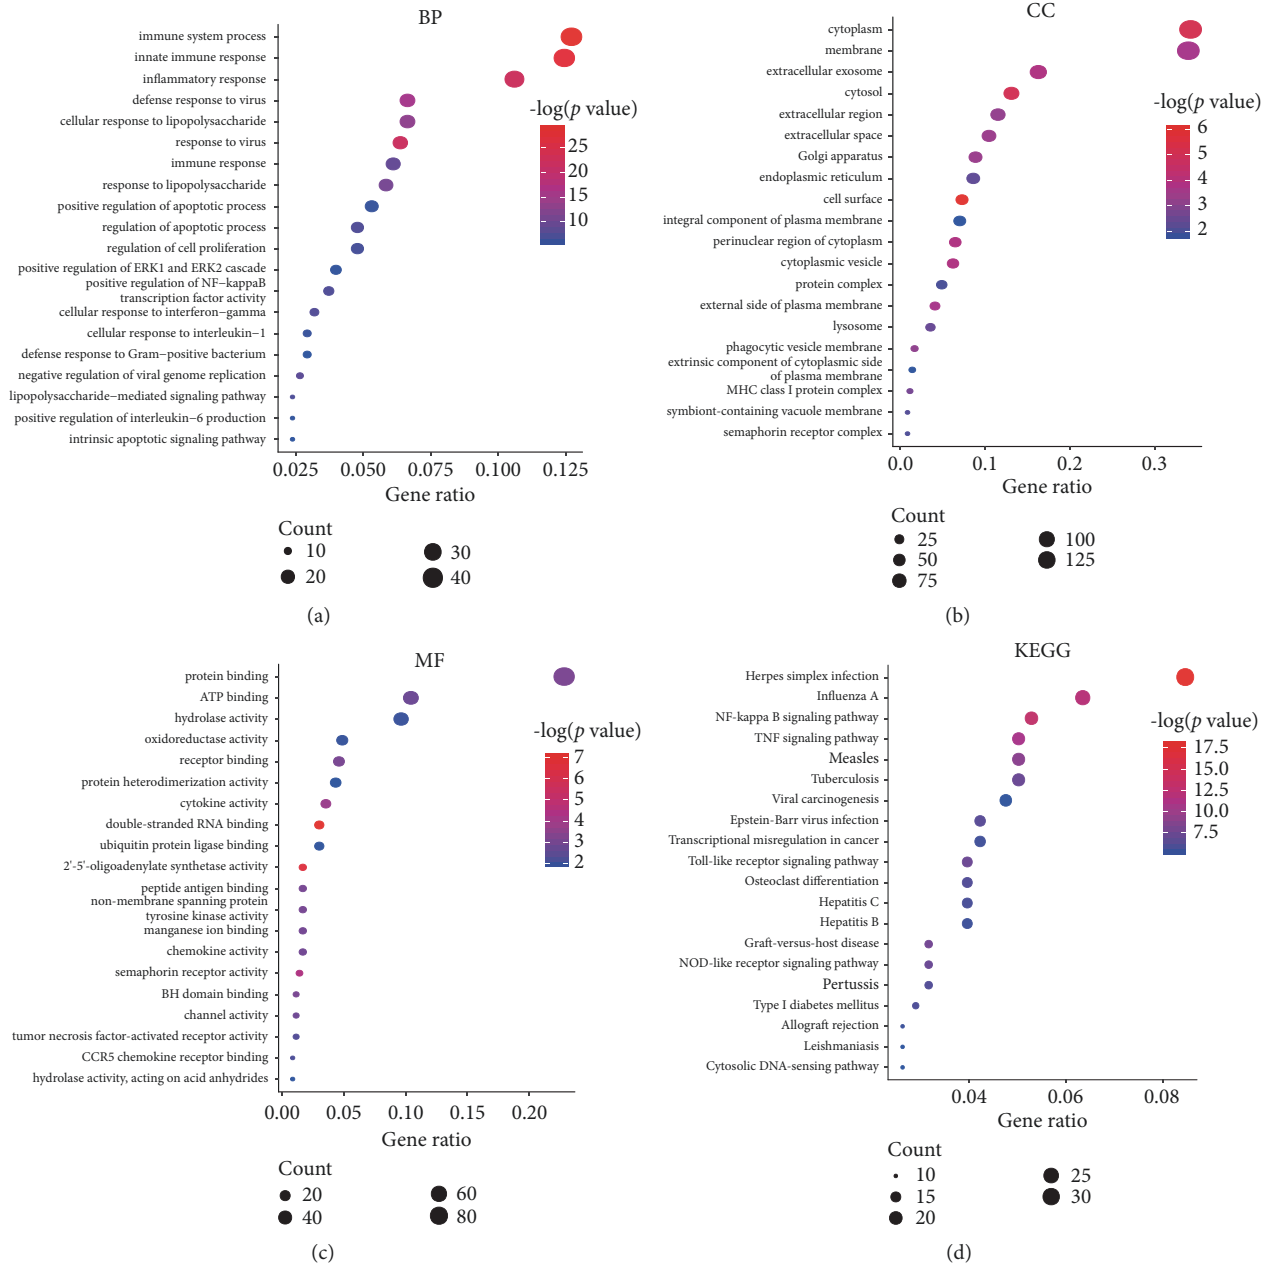 BP
immune system process
innate immune response
inflammatory response
defense response to virus
cellular response to lipopolysaccharide
response to virus
immune response
response to lipopolysaccharide
positive regulation of apoptotic process
regulation of apoptotic process
regulation of cell proliferation
positive regulation of ERK1 and ERK2 cascade
positive regulation of NF−kappaB
transcription factor activity
cellular response to interferon−gamma
cellular response to interleukin−1
defense response to Gram−positive bacterium
negative regulation of viral genome replication
lipopolysaccharide−mediated signaling pathway
positive regulation of interleukin−6 production
intrinsic apoptotic signaling pathway
0.025 0.050 0.075 0.100 0.125
Gene ratio
-log(p value)
25
20
15
10
Count
10 30
20 40
(a)
CC
cytoplasm
membrane
extracellular exosome
cytosol
extracellular region
extracellular space
Golgi apparatus
endoplasmic reticulum
cell surface
integral component of plasma membrane
perinuclear region of cytoplasm
cytoplasmic vesicle
protein complex
external side of plasma membrane
lysosome
phagocytic vesicle membrane
extrinsic component of cytoplasmic side
of plasma membrane
MHC class I protein complex
symbiont-containing vacuole membrane
semaphorin receptor complex
0.0 0.1 0.2 0.3
Gene ratio
-log(p value)
6
5
4
3
2
Count
25 100
50 125
75
(b)
MF
protein binding
ATP binding
hydrolase activity
oxidoreductase activity
receptor binding
protein heterodimerization activity
cytokine activity
double-stranded RNA binding
ubiquitin protein ligase binding
2'-5'-oligoadenylate synthetase activity
peptide antigen binding
non-membrane spanning protein
tyrosine kinase activity
manganese ion binding
chemokine activity
semaphorin receptor activity
BH domain binding
channel activity
tumor necrosis factor-activated receptor activity
CCR5 chemokine receptor binding
hydrolase activity, acting on acid anhydrides
0.00 0.05 0.10 0.15 0.20
Gene ratio
-log(p value)
7
6
5
4
3
2
Count
20 60
40 80
(c)
KEGG
Herpes simplex infection
Influenza A
NF-kappa B signaling pathway
TNF signaling pathway
Measles
Tuberculosis
Viral carcinogenesis
Epstein-Barr virus infection
Transcriptional misregulation in cancer
Toll-like receptor signaling pathway
Osteoclast differentiation
Hepatitis C
Hepatitis B
Graft-versus-host disease
NOD-like receptor signaling pathway
Pertussis
Type I diabetes mellitus
Allograft rejection
Leishmaniasis
Cytosolic DNA-sensing pathway
0.04 0.06 0.08
Gene ratio
-log(p value)
17.5
15.0
12.5
10.0
7.5
Count
10 25
15 30
20
(d)